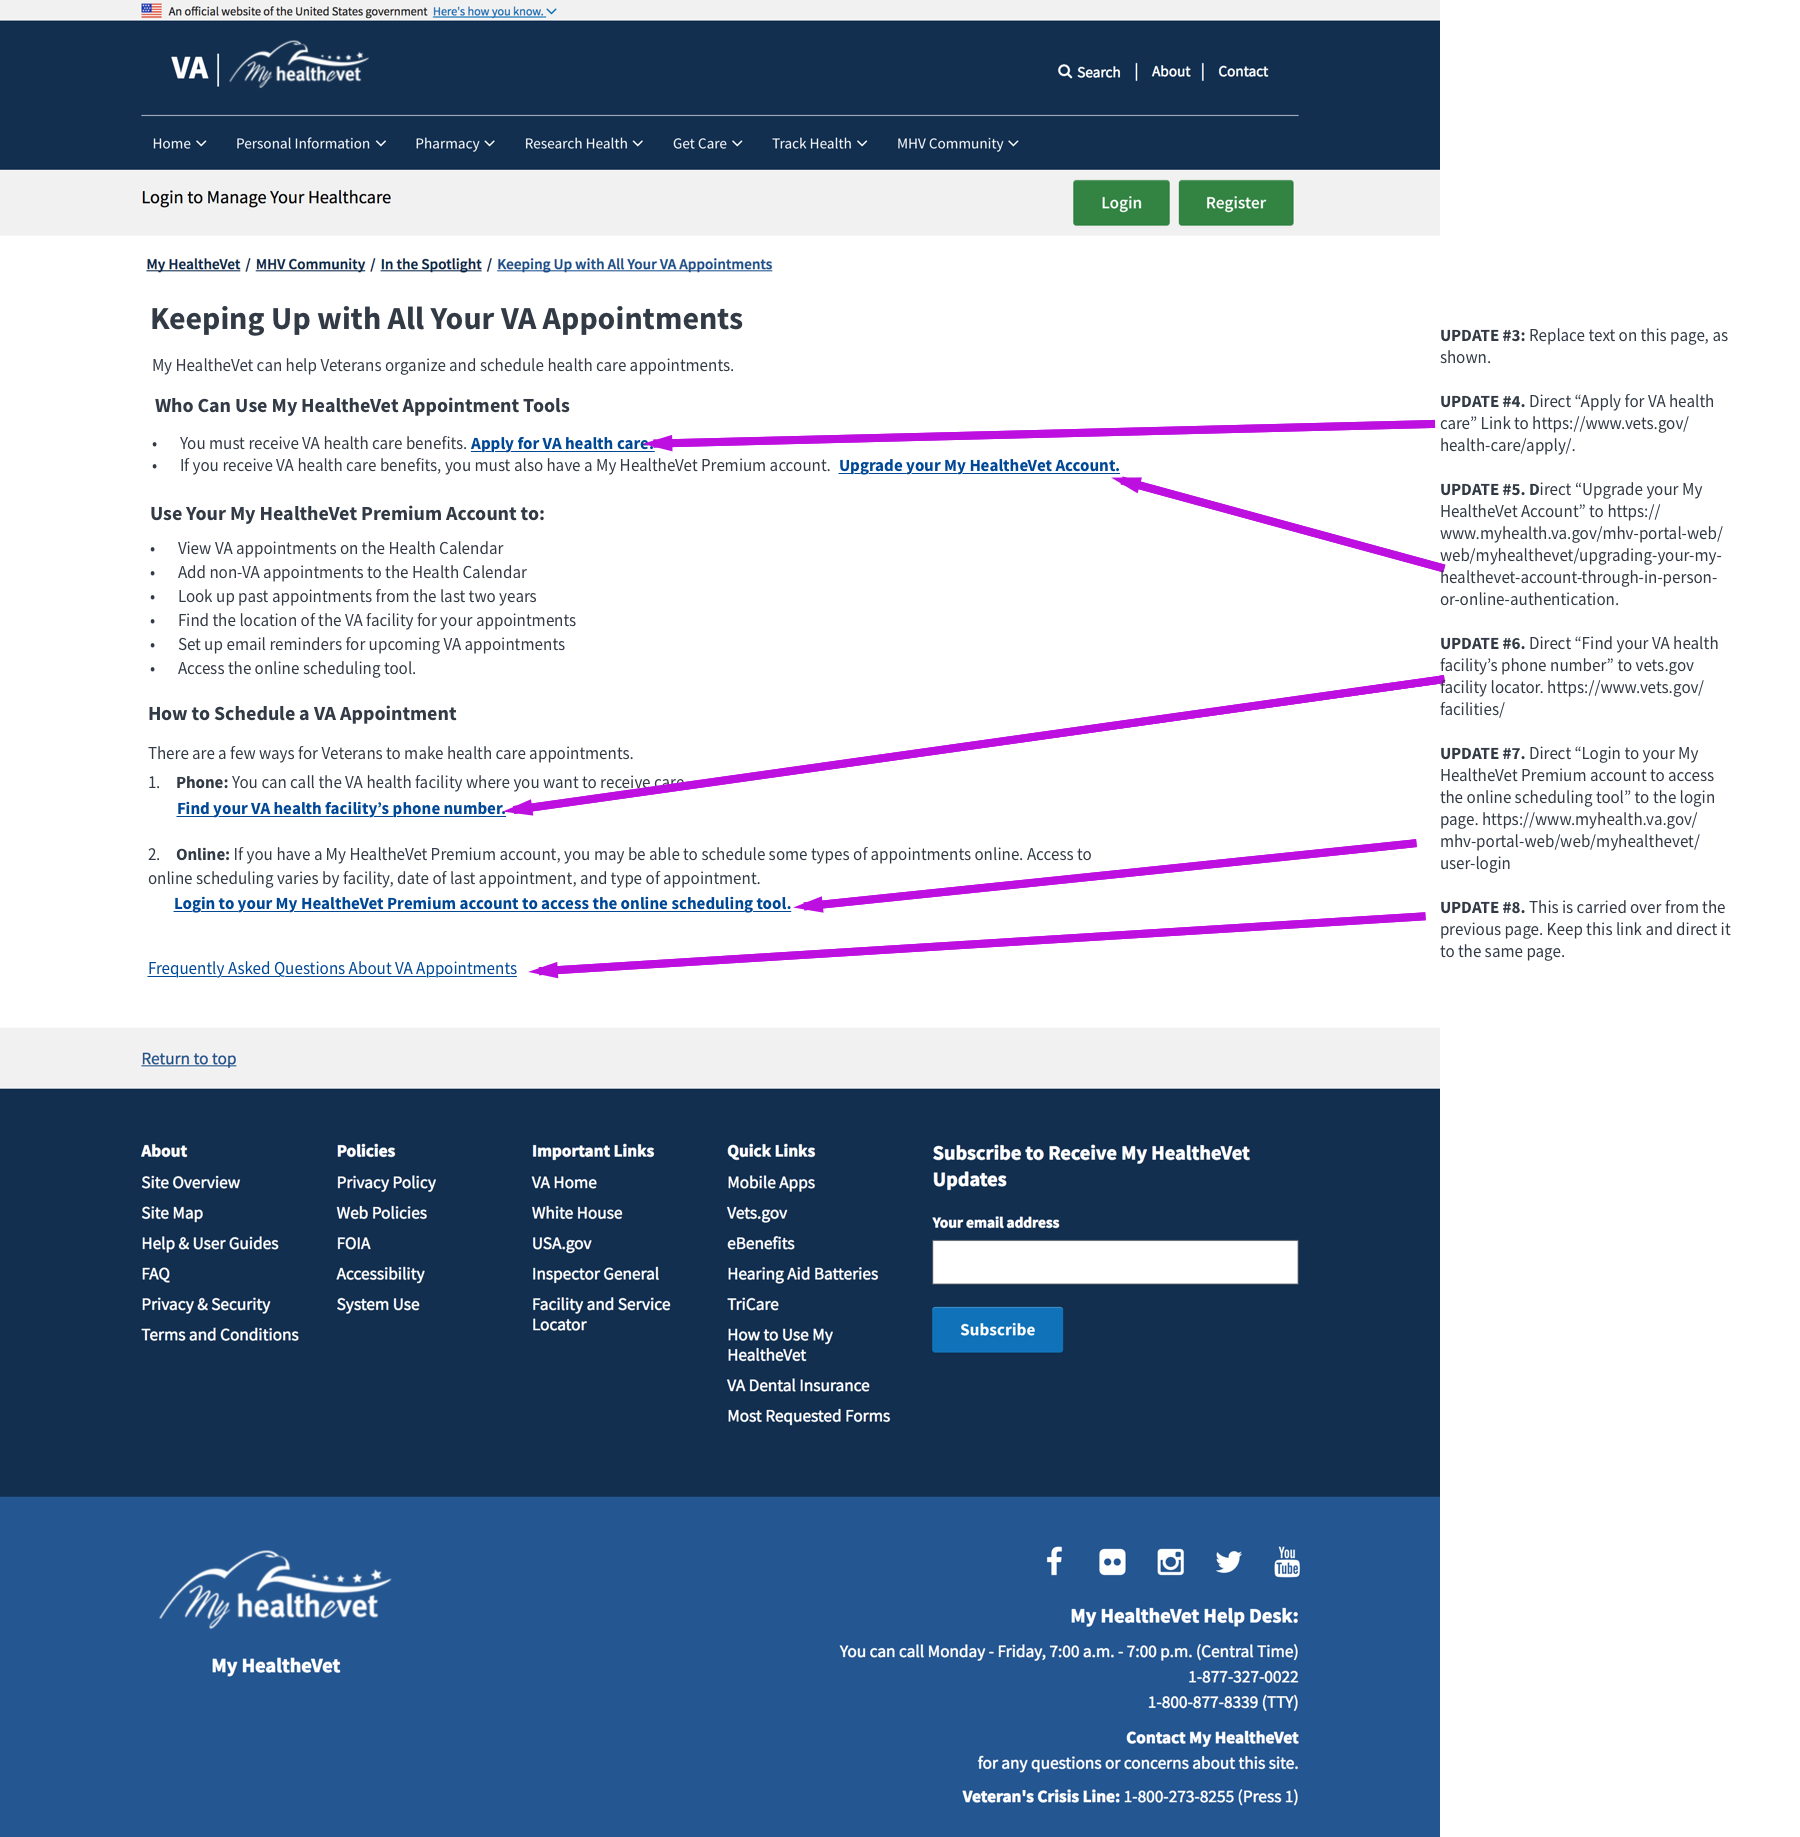 An official website of the United States government Here's how you know.
VA My healthevet
Search About Contact
Home Personal Information Pharmacy Research Health Get Care Track Health MHV Community
Login to Manage Your Healthcare
Login Register
My HealtheVet / MHV Community / In the Spotlight / Keeping Up with All Your VA Appointments
Keeping Up with All Your VA Appointments
My HealtheVet can help Veterans organize and schedule health care appointments.
Who Can Use My HealtheVet Appointment Tools
• You must receive VA health care benefits. Apply for VA health care.
• If you receive VA health care benefits, you must also have a My HealtheVet Premium account. Upgrade your My HealtheVet Account.
Use Your My HealtheVet Premium Account to:
• View VA appointments on the Health Calendar
• Add non-VA appointments to the Health Calendar
• Look up past appointments from the last two years
• Find the location of the VA facility for your appointments
• Set up email reminders for upcoming VA appointments
• Access the online scheduling tool.
How to Schedule a VA Appointment
There are a few ways for Veterans to make health care appointments.
1. Phone: You can call the VA health facility where you want to receive care
Find your VA health facility’s phone number.
2. Online: If you have a My HealtheVet Premium account, you may be able to schedule some types of appointments online. Access to
online scheduling varies by facility, date of last appointment, and type of appointment.
Login to your My HealtheVet Premium account to access the online scheduling tool.
Frequently Asked Questions About VA Appointments
UPDATE #3: Replace text on this page, as
shown.
UPDATE #4. Direct “Apply for VA health
care” Link to https://www.vets.gov/
health-care/apply/.
UPDATE #5. Direct “Upgrade your My
HealtheVet Account” to https://
www.myhealth.va.gov/mhv-portal-web/
web/myhealthevet/upgrading-your-my-
healthevet-account-through-in-person-
or-online-authentication.
UPDATE #6. Direct “Find your VA health
facility’s phone number” to vets.gov
facility locator. https://www.vets.gov/
facilities/
UPDATE #7. Direct “Login to your My
HealtheVet Premium account to access
the online scheduling tool” to the login
page. https://www.myhealth.va.gov/
mhv-portal-web/web/myhealthevet/
user-login
UPDATE #8. This is carried over from the
previous page. Keep this link and direct it
to the same page.
Return to top
About
Site Overview
Site Map
Help & User Guides
FAQ
Privacy & Security
Terms and Conditions
Policies
Privacy Policy
Web Policies
FOIA
Accessibility
System Use
Important Links
VA Home
White House
USA.gov
Inspector General
Facility and Service
Locator
Quick Links
Mobile Apps
Vets.gov
eBenefits
Hearing Aid Batteries
TriCare
How to Use My
HealtheVet
VA Dental Insurance
Most Requested Forms
Subscribe to Receive My HealtheVet
Updates
Your email address
Subscribe
My healthevet
My HealtheVet
You
Tube
My HealtheVet Help Desk:
You can call Monday - Friday, 7:00 a.m. - 7:00 p.m. (Central Time)
1-877-327-0022
1-800-877-8339 (TTY)
Contact My HealtheVet
for any questions or concerns about this site.
Veteran's Crisis Line: 1-800-273-8255 (Press 1)